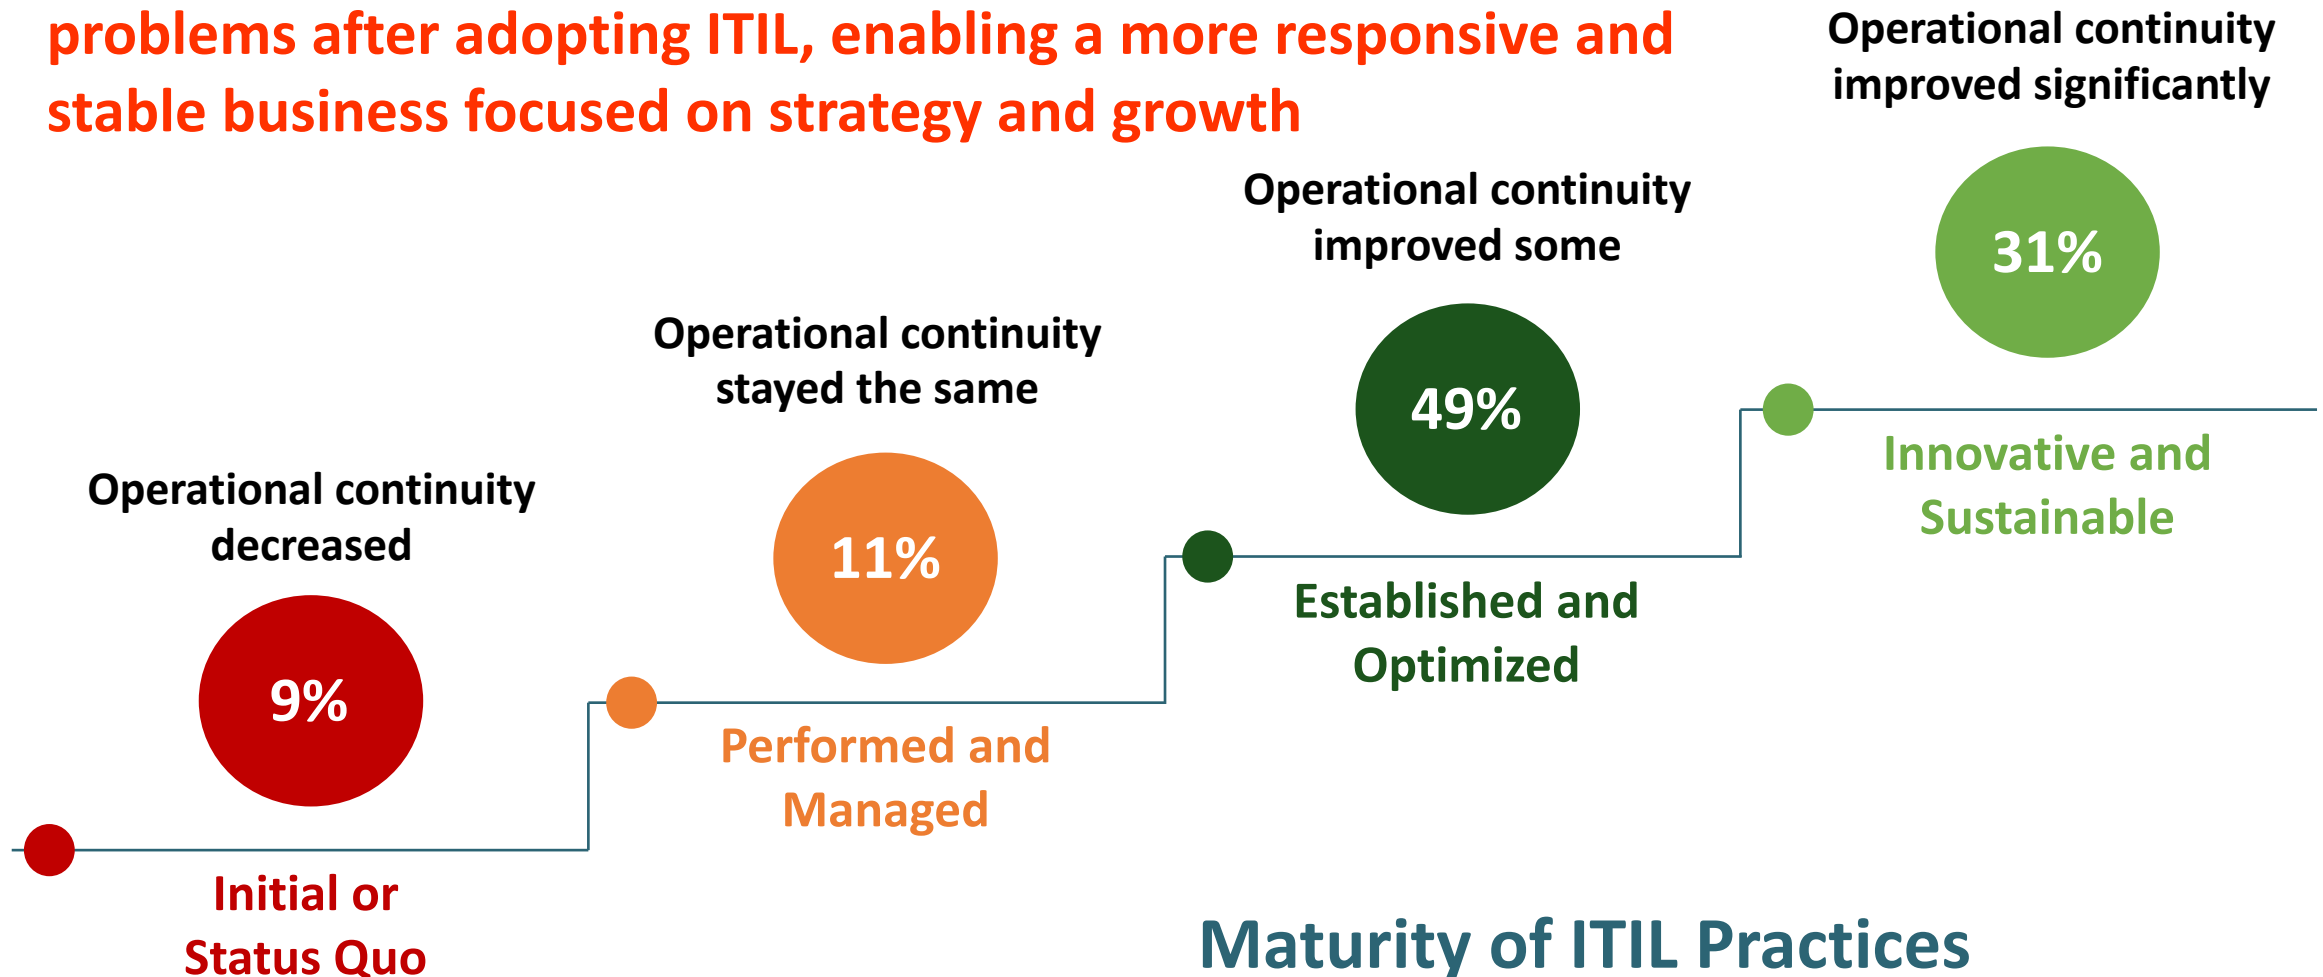 problems after adopting ITIL, enabling a more responsive and
stable business focused on strategy and growth
Operational continuity
improved significantly
31%
Innovative and
Sustainable
Operational continuity
improved some
49%
Established and
Optimized
Operational continuity
stayed the same
11%
Performed and
Managed
Operational continuity
decreased
9%
Initial or
Status Quo
Maturity of ITIL Practices